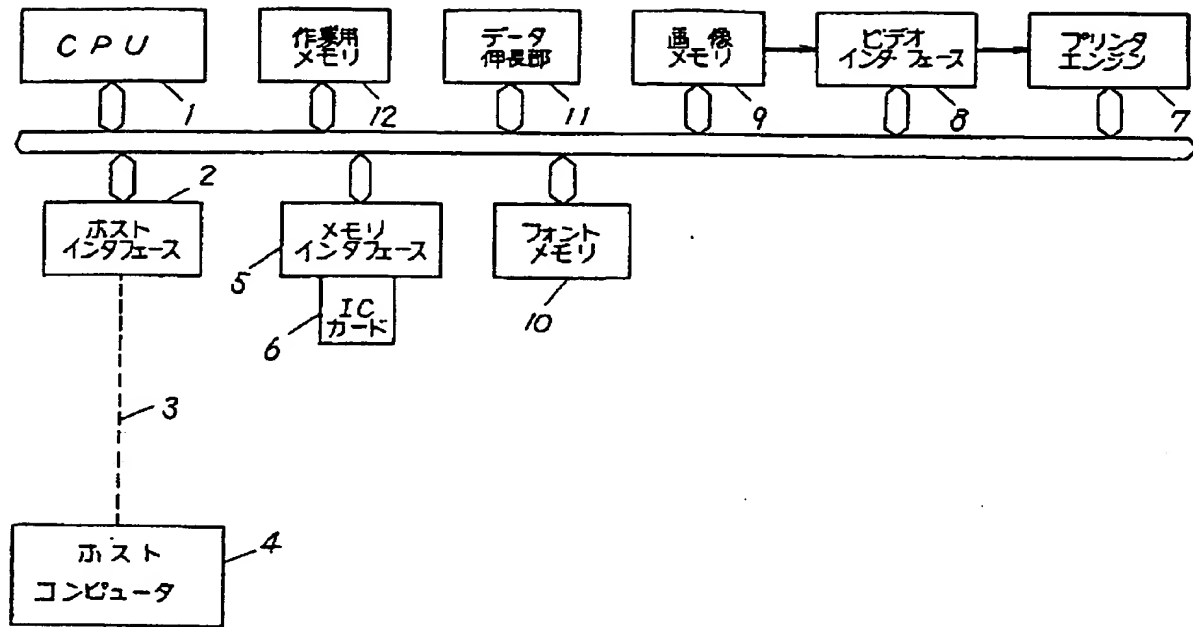 CPU
作業用
メモリ
データ
伸長部
画像
メモリ
ビデオ
インターフェース
プリンタ
エンジン
1
12
11
9
8
7
2
ホスト
インタフェース
メモリ
インタフェース
フォント
メモリ
5
10
IC
カード
6
3
ホスト
コンピュータ
4